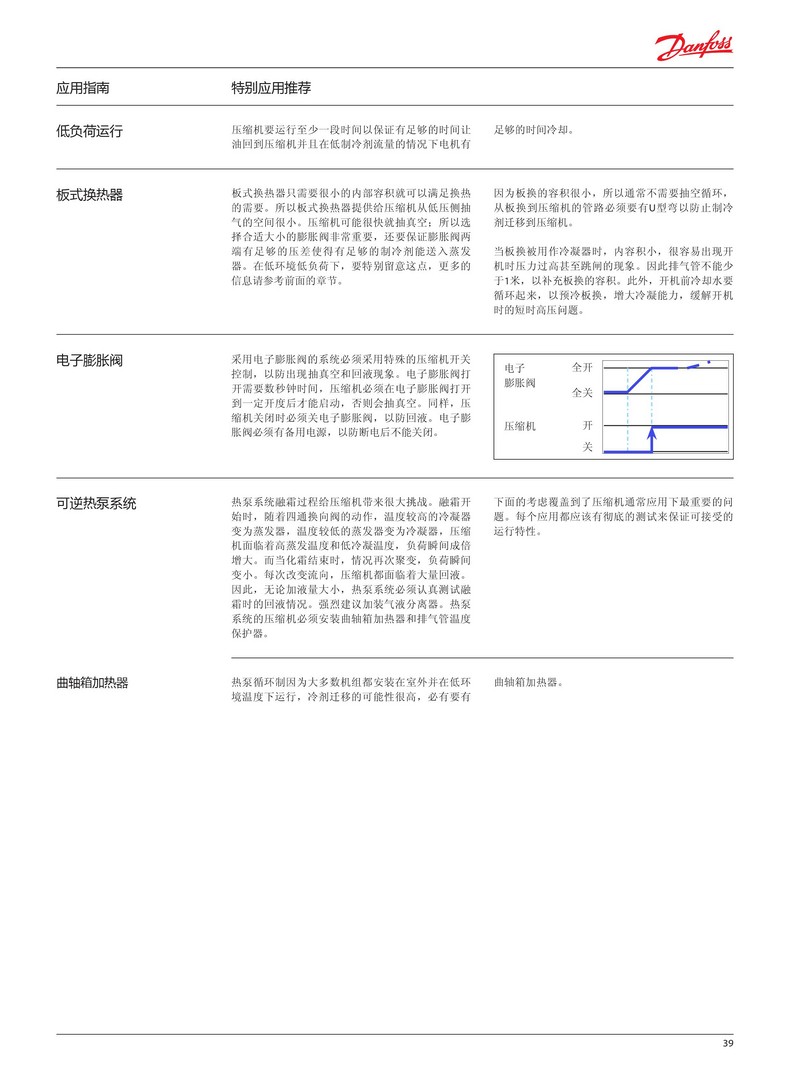 Danfoss
应用指南
特别应用推荐
低负荷运行
压缩机要运行至少一段时间以保证有足够的时间让
油回到压缩机并且在低制冷剂流量的情况下电机有
足够的时间冷却。
板式换热器
板式换热器只需要很小的内部容积就可以满足换热
的需要。所以板式换热器提供给压缩机从低压侧抽
气的空间很小。压缩机可能很快就抽真空；所以选
择合适大小的膨胀阀非常重要，还要保证膨胀阀两
端有足够的压差使得有足够的制冷剂能送入蒸发
器。在低环境低负荷下，要特别留意这点，更多的
信息请参考前面的章节。
因为板换的容积很小，所以通常不需要抽空循环，
从板换到压缩机的管路必须要有U型弯以防止制冷
剂迁移到压缩机。
当板换被用作冷凝器时，内容积小，很容易出现开
机时压力过高甚至跳闸的现象。因此排气管不能少
于1米，以补充板换的容积。此外，开机前冷却水要
循环起来，以预冷板换，增大冷凝能力，缓解开机
时的短时高压问题。
电子膨胀阀
采用电子膨胀阀的系统必须采用特殊的压缩机开关
控制，以防出现抽真空和回液现象。电子膨胀阀打
开需要数秒钟时间，压缩机必须在电子膨胀阀打开
到一定开度后才能启动，否则会抽真空。同样，压
缩机关闭时必须关电子膨胀阀，以防回液。电子膨
胀阀必须有备用电源，以防断电后不能关闭。
电子
膨胀阀
全开
全关
压缩机
开
关
可逆热泵系统
热泵系统融霜过程给压缩机带来很大挑战。融霜开
始时，随着四通换向阀的动作，温度较高的冷凝器
变为蒸发器，温度较低的蒸发器变为冷凝器，压缩
机面临着高蒸发温度和低冷凝温度，负荷瞬间成倍
增大。而当化霜结束时，情况再次聚变，负荷瞬间
变小。每次改变流向，压缩机都面临着大量回液。
因此，无论加液量大小，热泵系统必须认真测试融
霜时的回液情况。强烈建议加装气液分离器。热泵
系统的压缩机必须安装曲轴箱加热器和排气管温度
保护器。
下面的考虑覆盖到了压缩机通常应用下最重要的问
题。每个应用都应该有彻底的测试来保证可接受的
运行特性。
曲轴箱加热器
热泵循环制因为大多数机组都安装在室外并在低环
境温度下运行，冷剂迁移的可能性很高，必有要有
曲轴箱加热器。
39